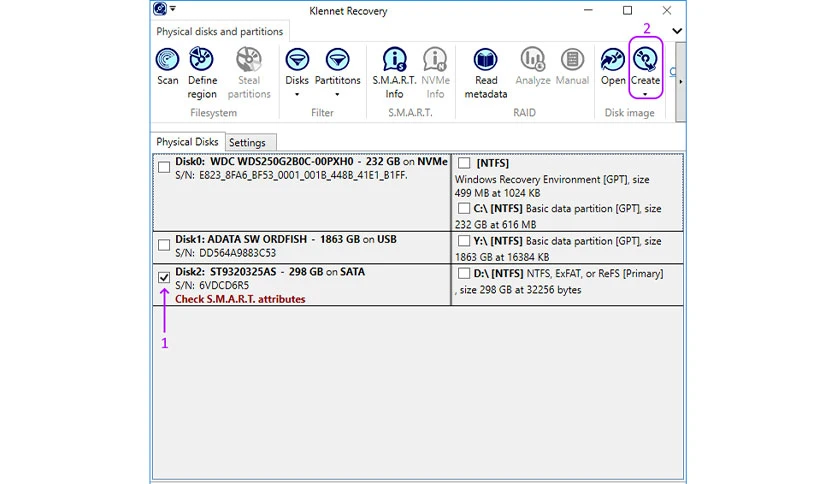 Klennet Recovery
Physical disks and partitions
2
Scan
Define region
Steal partitions
Disks
Partititons
S.M.A.R.T. Info
NVMe Info
Read metadata
Analyze
Manual
Open
Create
Filesystem
Filter
S.M.A.R.T.
RAID
Disk image
Physical Disks
Settings
Disk0: WDC WDS250G2B0C-00PXH0 - 232 GB on NVMe
S/N: E823_8FA6_BF53_0001_001B_448B_41E1_B1FF.
[NTFS]
Windows Recovery Environment [GPT], size
499 MB at 1024 KB
C:\ [NTFS] Basic data partition [GPT], size
232 GB at 616 MB
Disk1: ADATA SW ORDFISH - 1863 GB on USB
S/N: DD564A9883C53
Y:\ [NTFS] Basic data partition [GPT], size
1863 GB at 16384 KB
Disk2: ST9320325AS - 298 GB on SATA
S/N: 6VDCD6R5
Check S.M.A.R.T. attributes
D:\ [NTFS] NTFS, ExFAT, or ReFS [Primary]
, size 298 GB at 32256 bytes
1